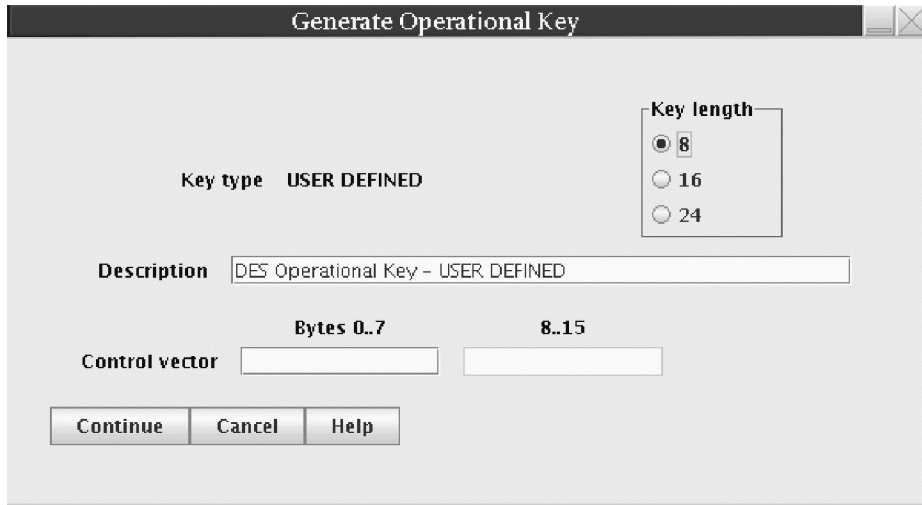 Generate Operational Key
Key length
8
Key type USER DEFINED
16
24
Description DES Operational Key - USER DEFINED
Bytes 0..7 8..15
Control vector
Continue Cancel Help